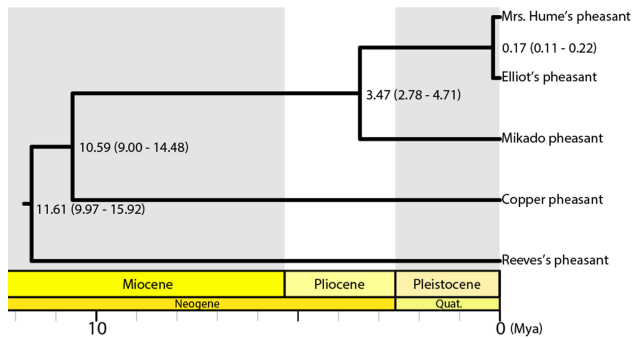 Mrs. Hume's pheasant
0.17 (0.11 - 0.22)
Elliot's pheasant
3.47 (2.78 - 4.71)
Mikado pheasant
10.59 (9.00 - 14.48)
Copper pheasant
11.61 (9.97 - 15.92)
Reeves's pheasant
Miocene Pliocene Pleistocene
Neogene Quat.
10 0 (Mya)